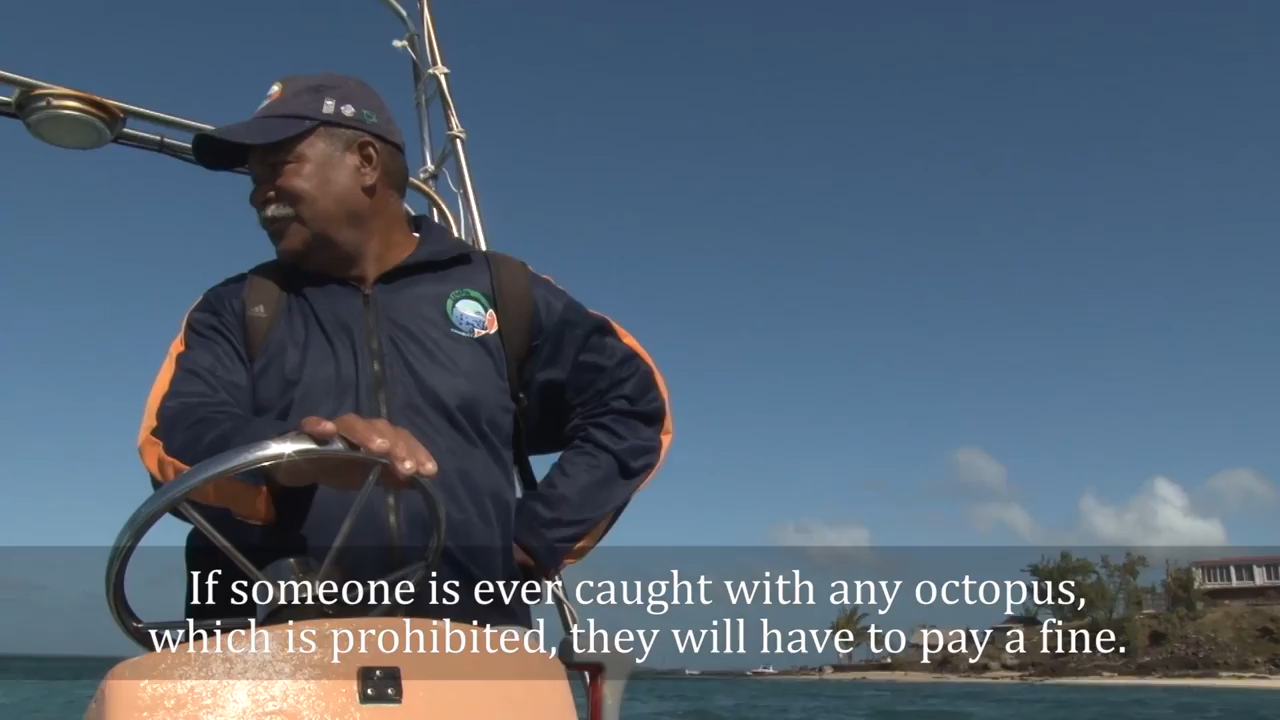 If someone is ever caught with any octopus,
which is prohibited, they will have to pay a fine.